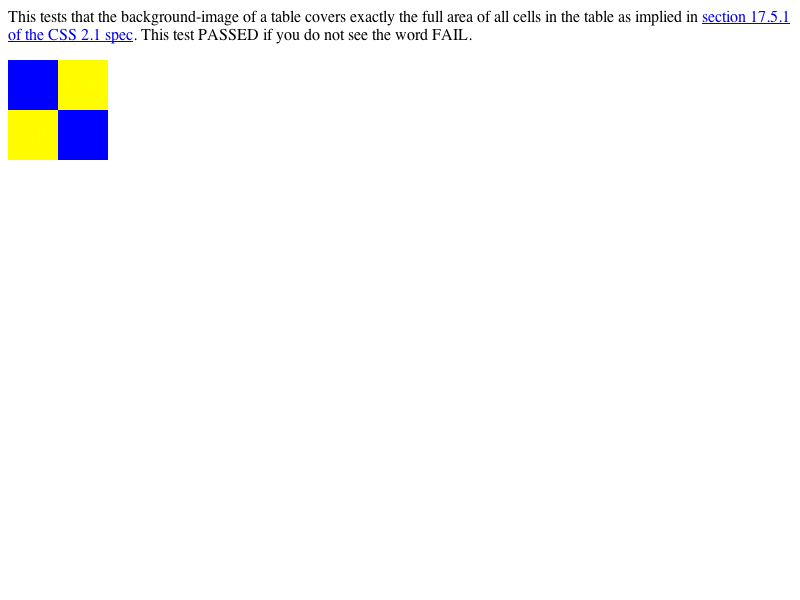 This tests that the background-image of a table covers exactly the full area of all cells in the table as implied in section 17.5.1
of the CSS 2.1 spec. This test PASSED if you do not see the word FAIL.